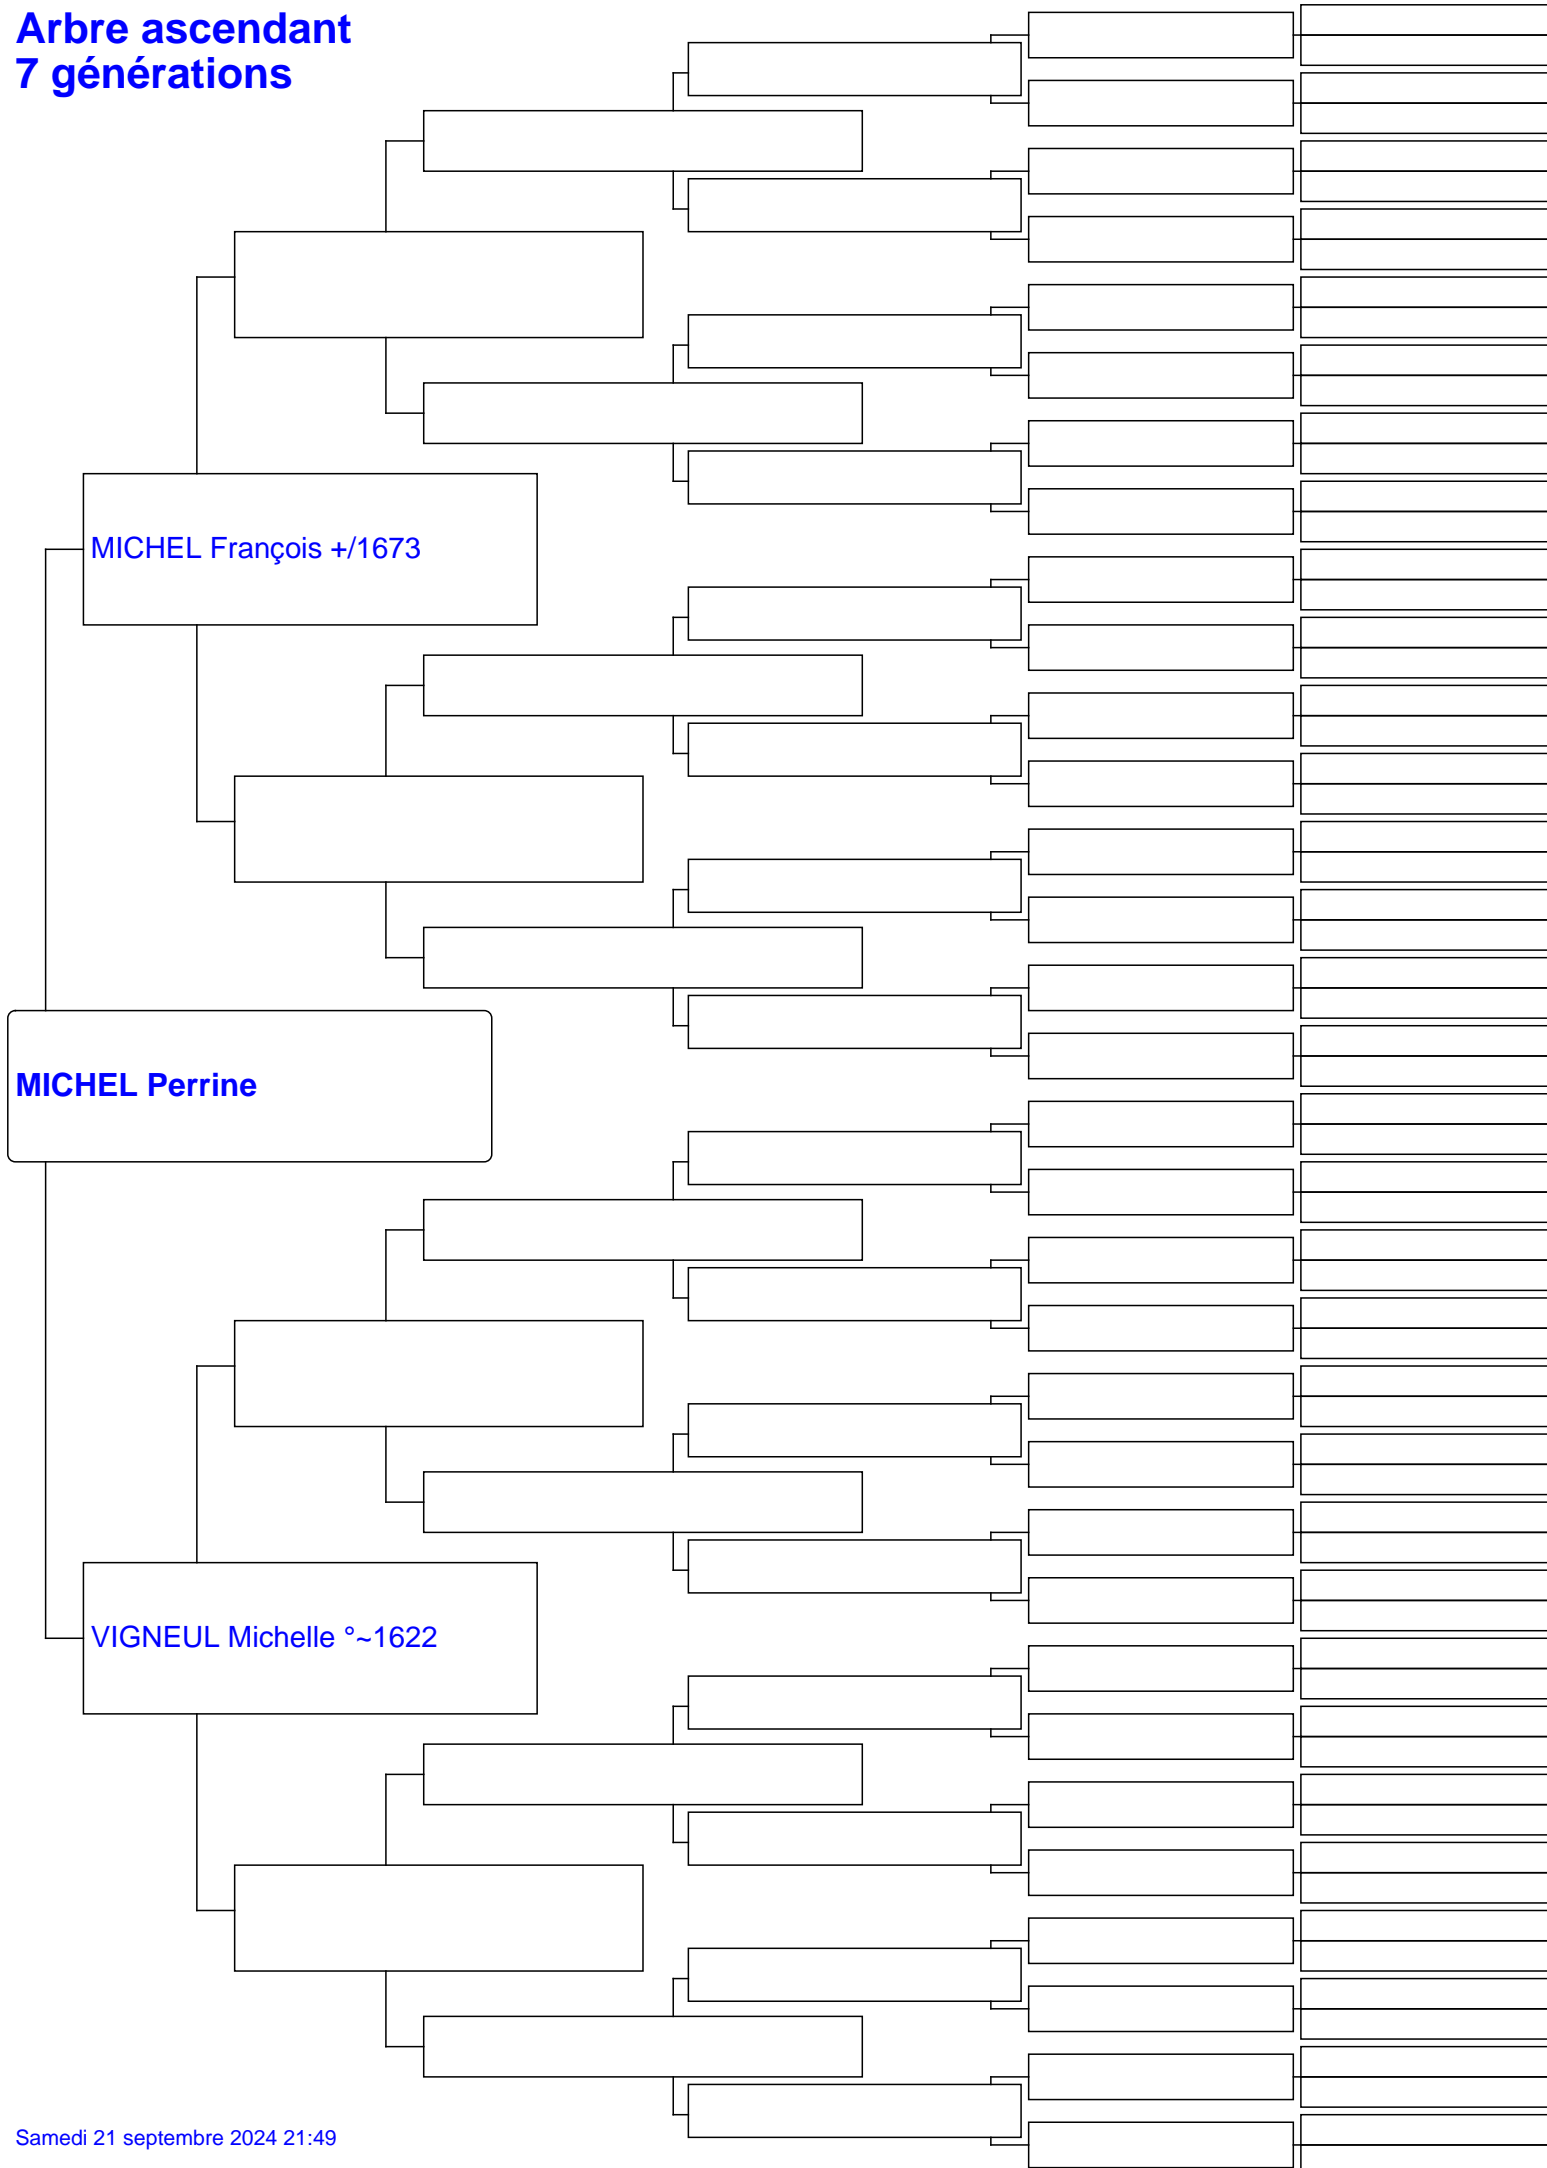 Arbre ascendant
7 générations
MICHEL François +/1673
MICHEL Perrine
VIGNEUL Michelle °~1622
Samedi 21 septembre 2024 21:49